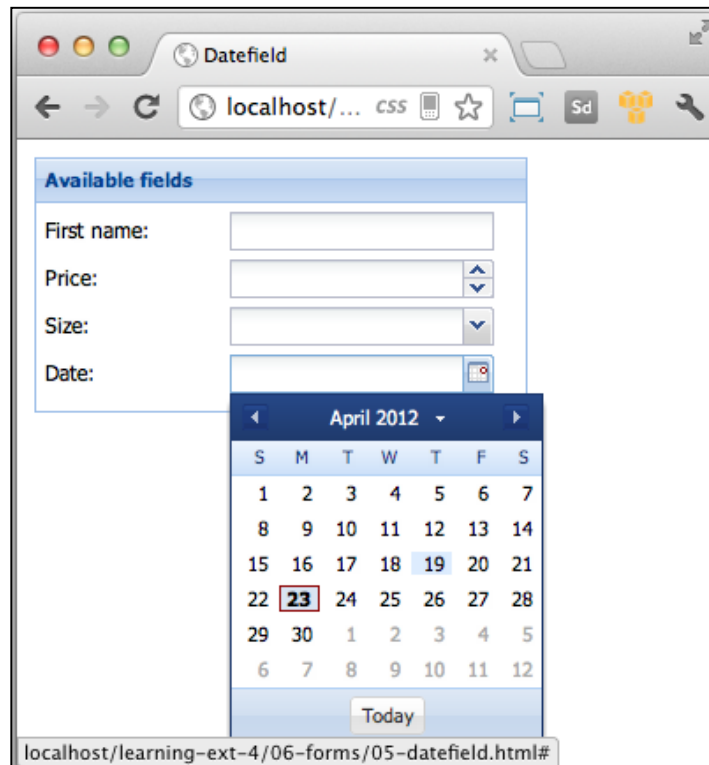 Datefield
localhost/... css Sd
Available fields
First name:
Price:
Size:
Date:
April 2012
S M T W T F S
1 2 3 4 5 6 7
8 9 10 11 12 13 14
15 16 17 18 19 20 21
22 23 24 25 26 27 28
29 30 1 2 3 4 5
6 7 8 9 10 11 12
Today
localhost/learning-ext-4/06-forms/05-datefield.html#